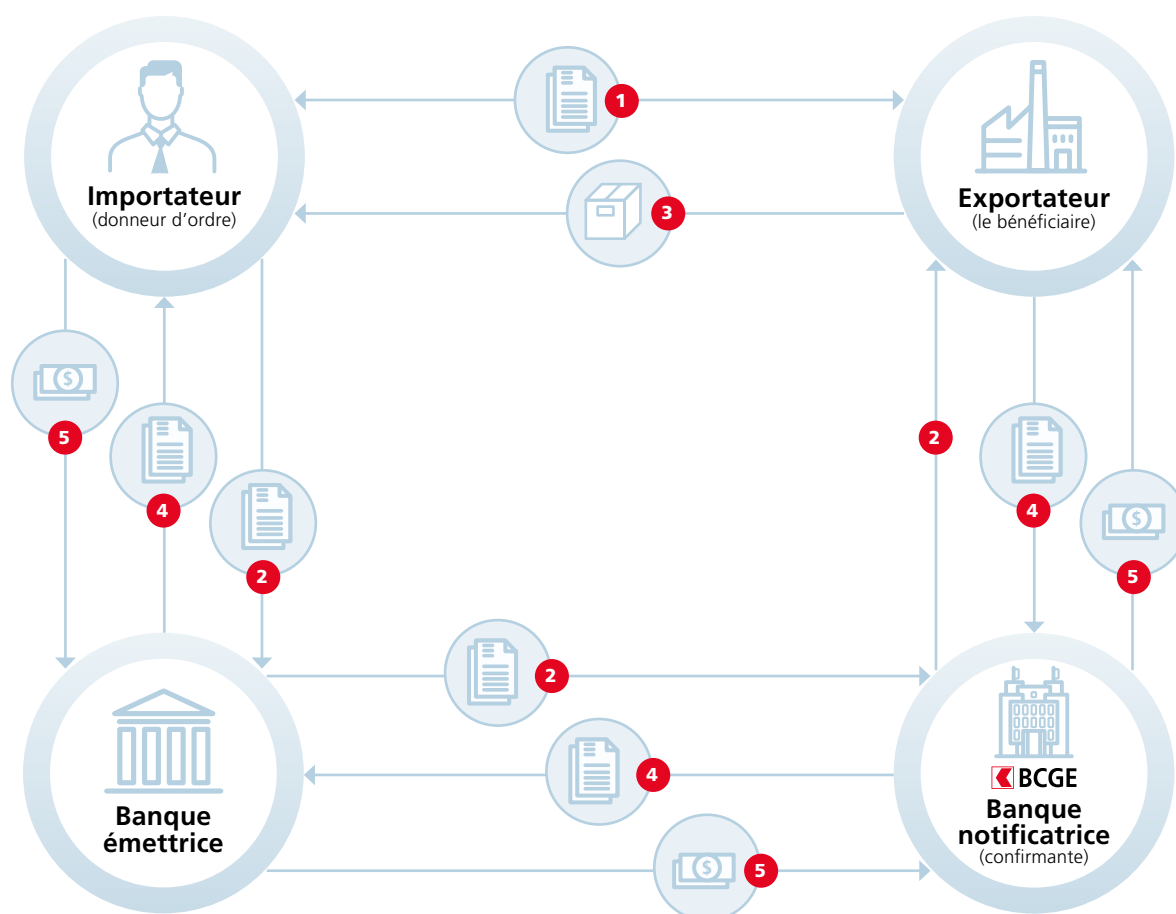 1
Importateur
(donneur d'ordre)
Exportateur
(le bénéficiaire)
3
$
5
4
2
2
4
$
5
2
4
$
5
Banque
émettrice
BCGE
Banque
notificatrice
(confirmante)